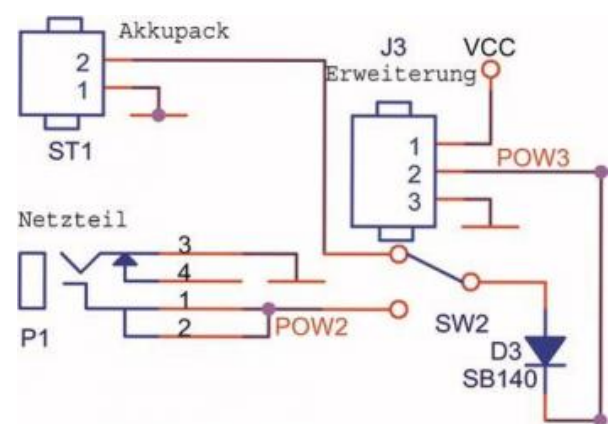 Akkupack
2
1
ST1
J3
VCC
Erweiterung
1
2
3
POW3
Netzteil
3
4
1
2
POW2
P1
SW2
D3
SB140